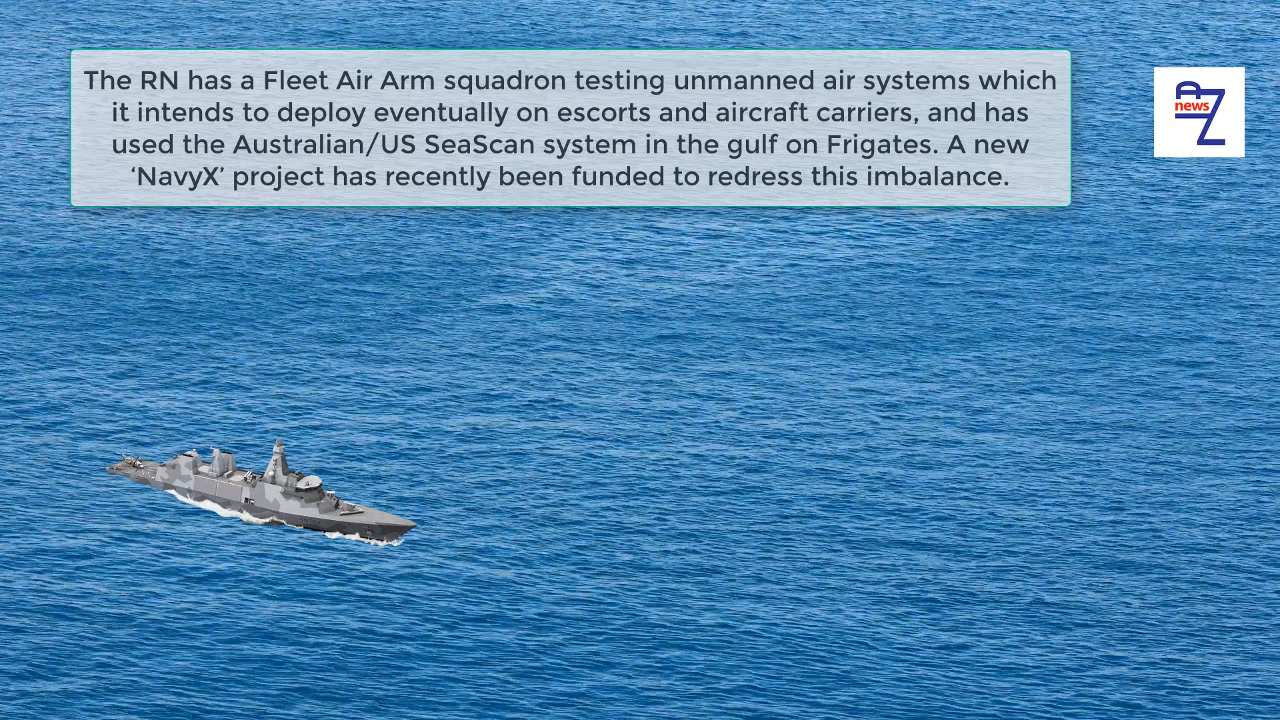 The RN has a Fleet Air Arm squadron testing unmanned air systems which
it intends to deploy eventually on escorts and aircraft carriers, and has
used the Australian/US SeaScan system in the gulf on Frigates. A new
‘NavyX’ project has recently been funded to redress this imbalance.
A
news
Z